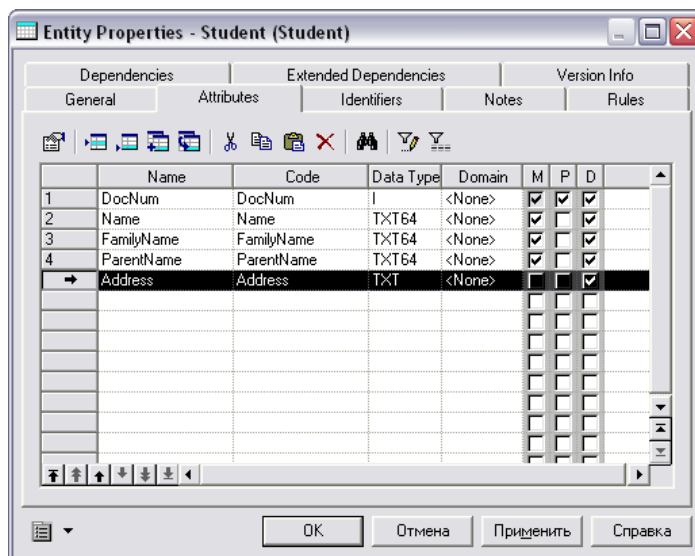 Entity Properties - Student (Student)
Dependencies Extended Dependencies Version Info
General Attributes Identifiers Notes Rules
Name Code Data Type Domain M P D
1 DocNum DocNum I <None>
2 Name Name TXT64 <None>
3 FamilyName FamilyName TXT64 <None>
4 ParentName ParentName TXT64 <None>
Address Address TXT <None>
OK Отмена Применить Справка